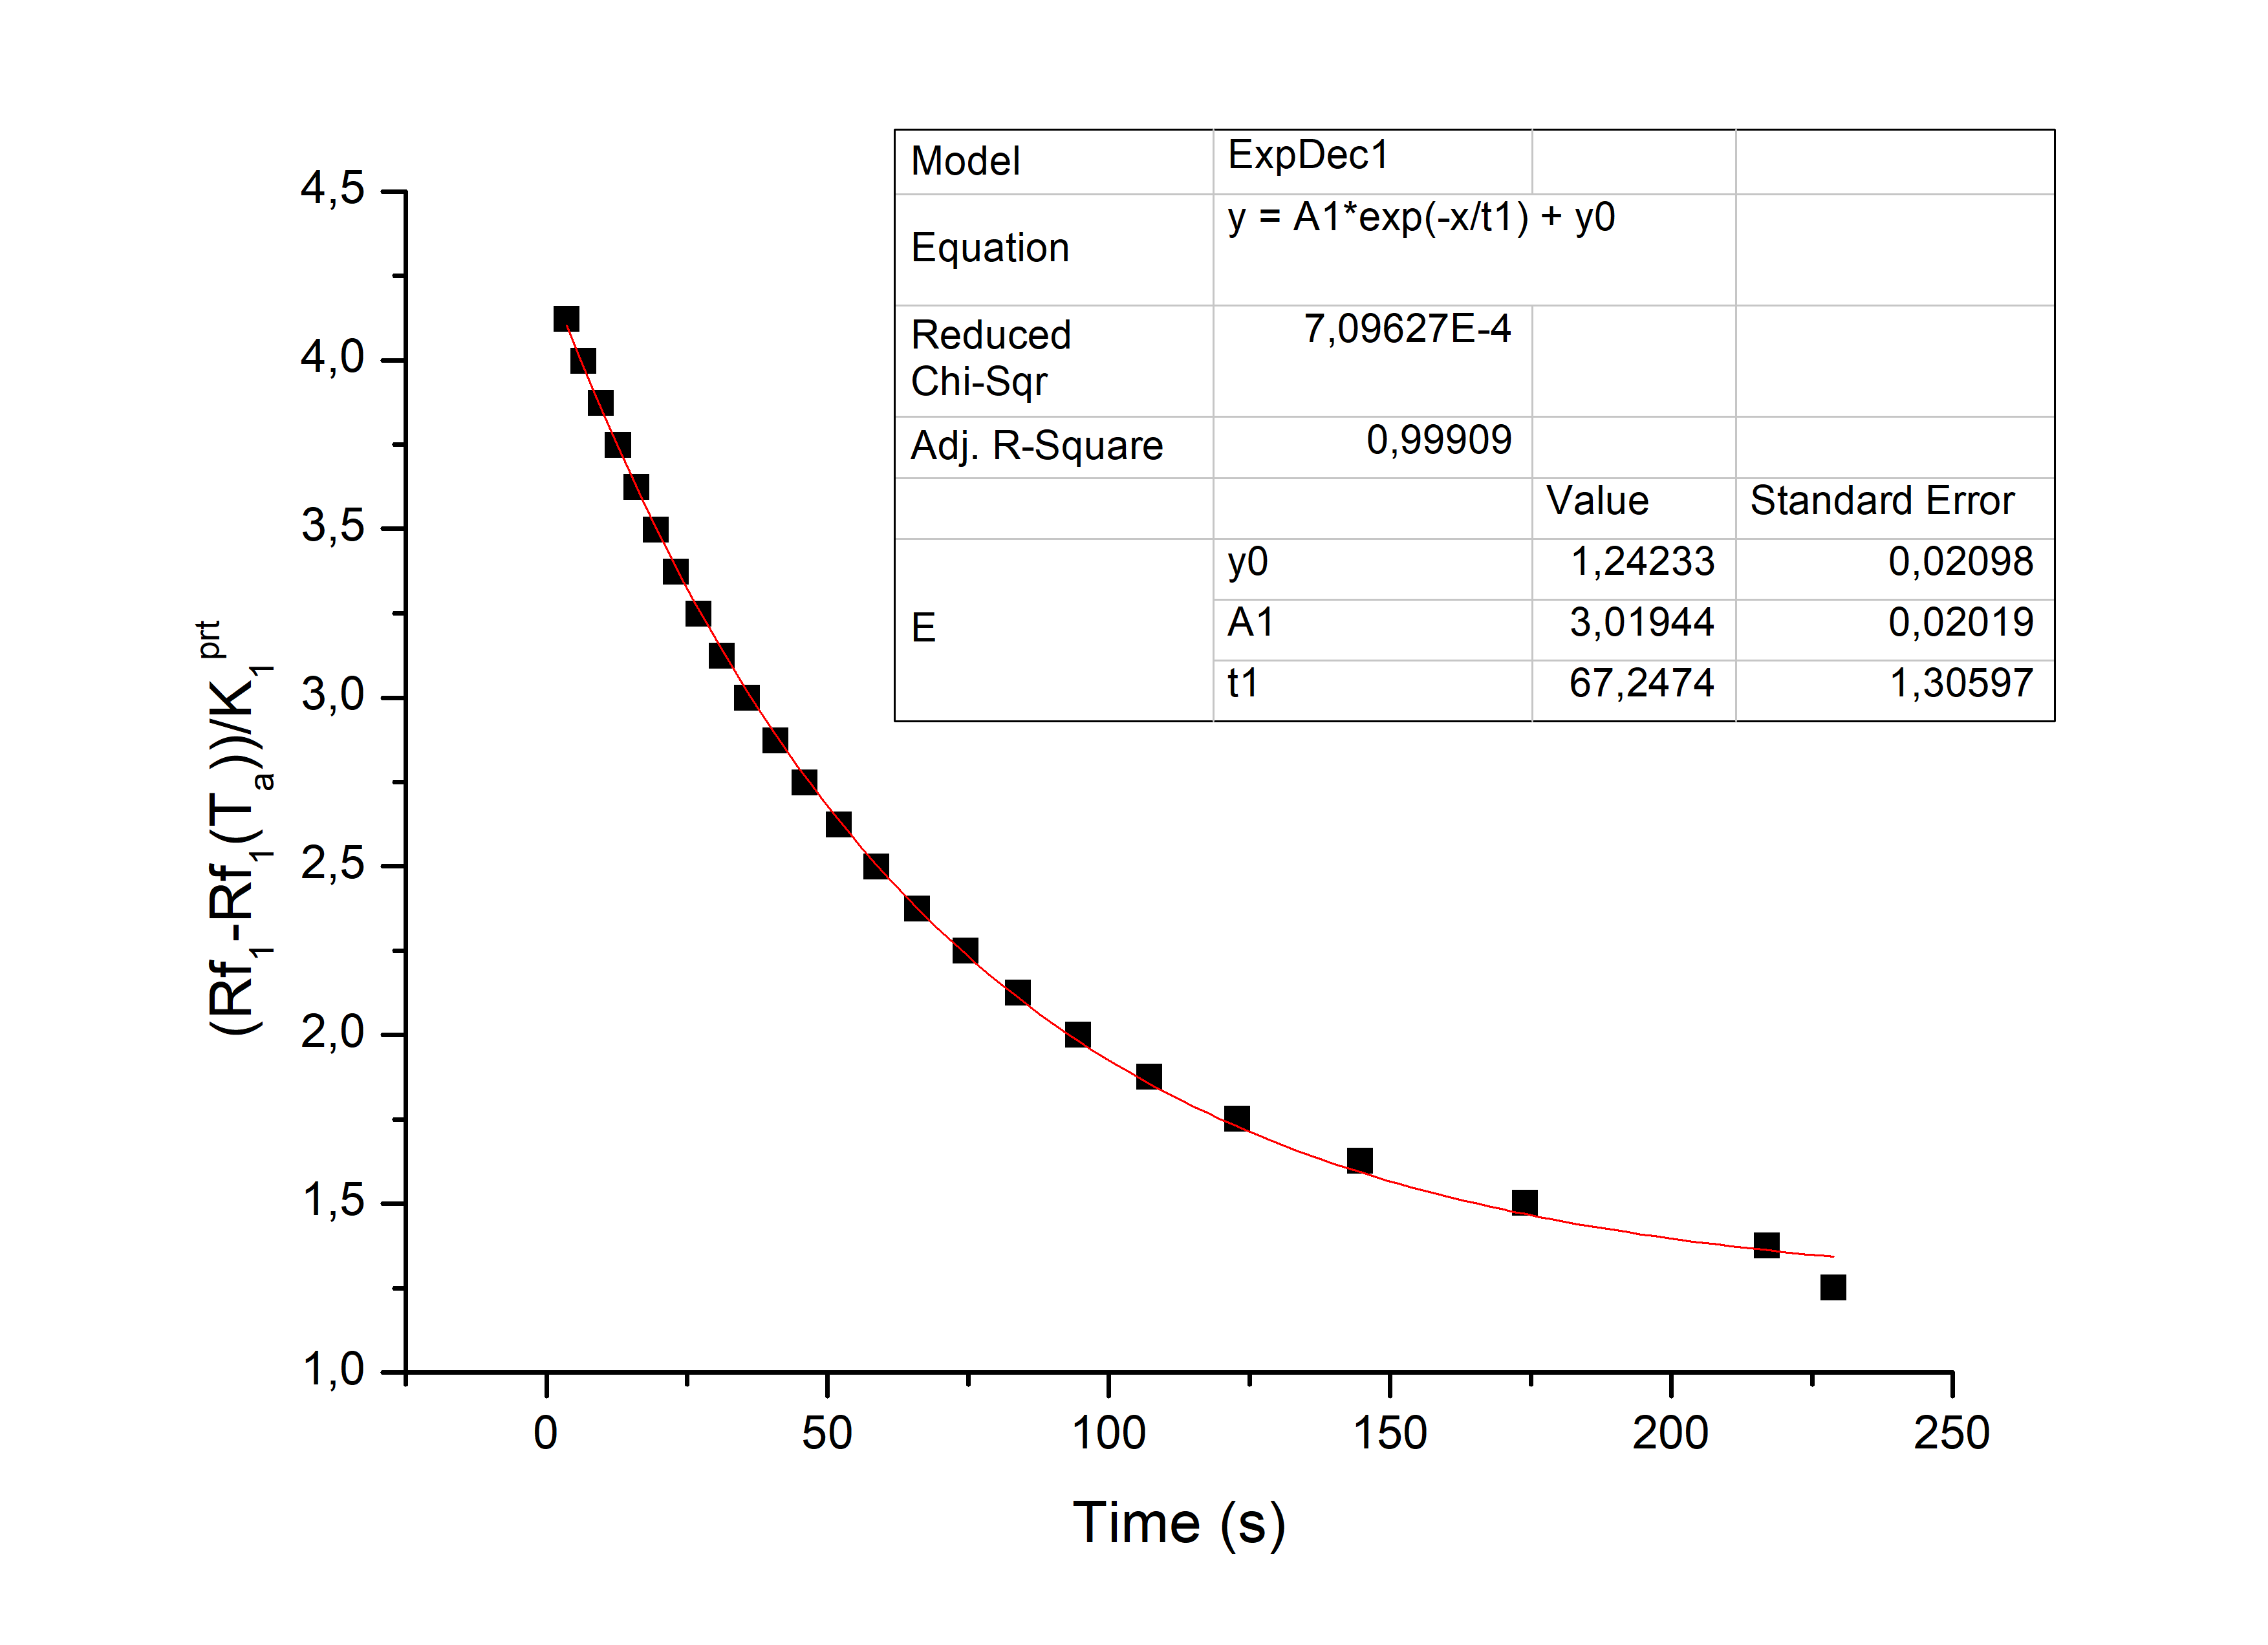 Model ExpDec1
Equation y = A1*exp(-x/t1) + y0
Reduced Chi-Sqr 7,09627E-4
Adj. R-Square 0,99909
Value Standard Error
E
y0 1,24233 0,02098
A1 3,01944 0,02019
t1 67,2474 1,30597
4,5
4,0
3,5
3,0
2,5
2,0
1,5
1,0
(Rf1-Rf1(Ta))/K1prt
0 50 100 150 200 250
Time (s)